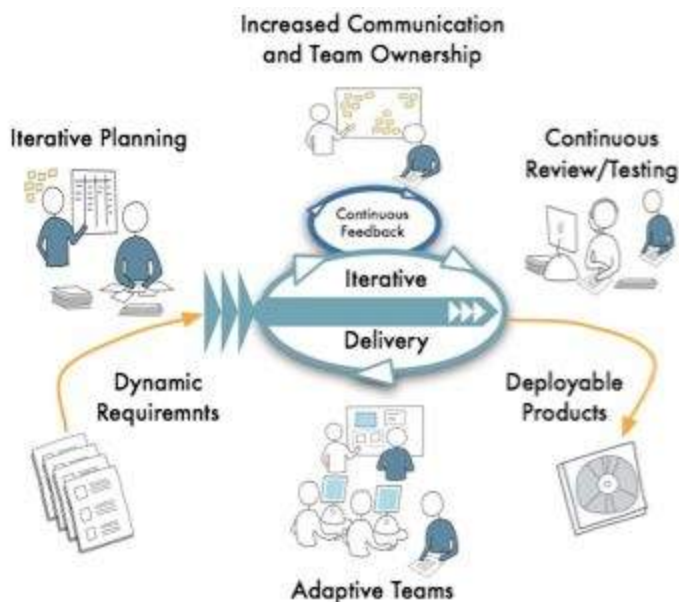 Increased Communication
and Team Ownership
Iterative Planning
Continuous
Review/Testing
Continuous
Feedback
Iterative
Delivery
Dynamic
Requiremnts
Deployable
Products
Adaptive Teams